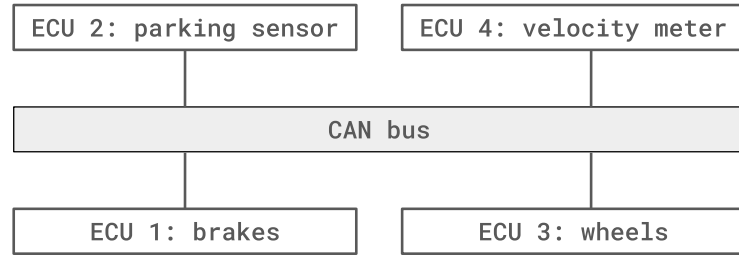 ECU 2: parking sensor
ECU 4: velocity meter
CAN bus
ECU 1: brakes
ECU 3: wheels